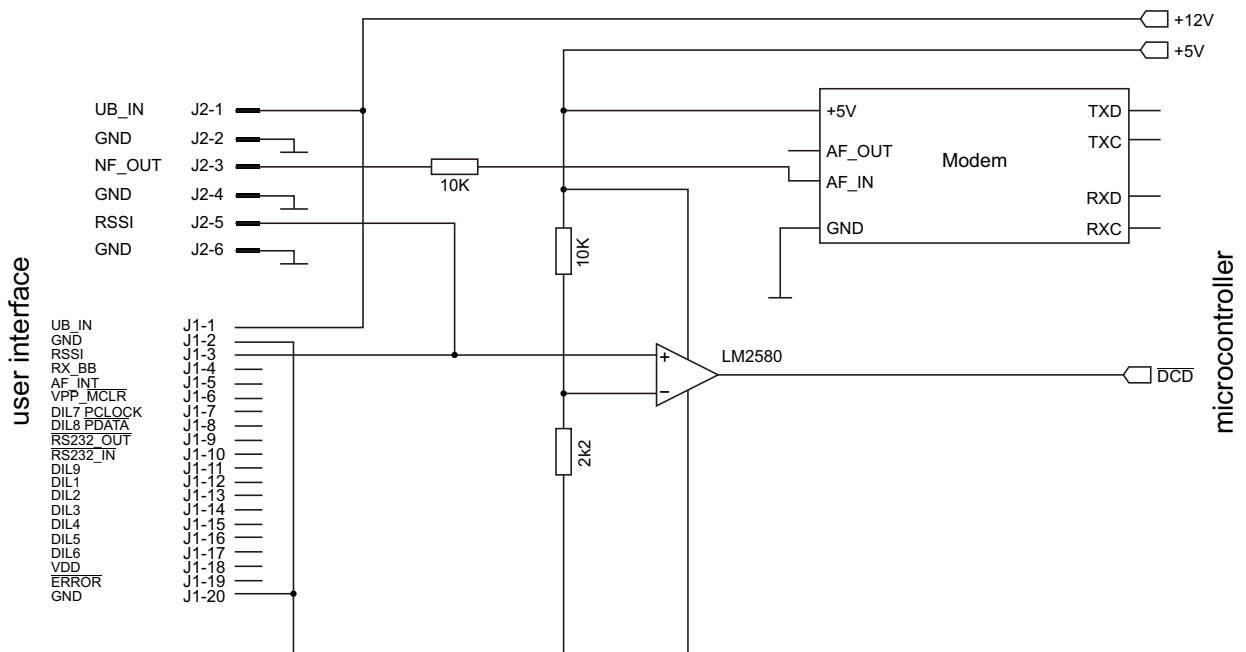 +12V
+5V
UB_IN J2-1
GND J2-2
NF_OUT J2-3
GND J2-4
RSSI J2-5
GND J2-6
10K
+5V
AF_OUT
AF_IN
GND
Modem
TXD
TXC
RXD
RXC
10K
user interface
microcontroller
UB_IN J1-1
GND J1-2
RSSI J1-3
RX_BB J1-4
AF_INT J1-5
VPP_MCLR J1-6
DIL7 PCLOCK J1-7
DIL8 PDATA J1-8
RS232_OUT J1-9
RS232_IN J1-10
DIL9 J1-11
DIL1 J1-12
DIL2 J1-13
DIL3 J1-14
DIL4 J1-15
DIL5 J1-16
DIL6 J1-17
VDD J1-18
ERROR J1-19
GND J1-20
+
−
LM2580
DCD
2k2